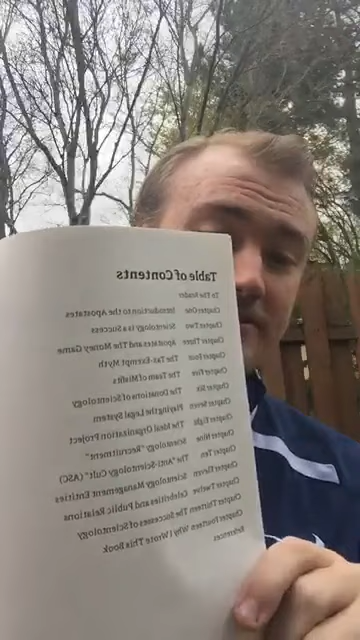 Table of Contents
To The Reader
Chapter One Introduction to the Apostates
Chapter Two Scientology is a Success
Chapter Three Apostates and The Money Game
Chapter Four The Tax-Exempt Myth
Chapter Five The Team of Misfits
Chapter Six The Donations of Scientology
Chapter Seven Playing the Legal System
Chapter Eight The Ideal Organization Project
Chapter Nine Scientology "Recruitment"
Chapter Ten The "Anti-Scientology Cult" (ASC)
Chapter Eleven Scientology Management Entities
Chapter Twelve Celebrities and Public Relations
Chapter Thirteen The Successes of Scientology
Chapter Fourteen Why I Wrote This Book
References